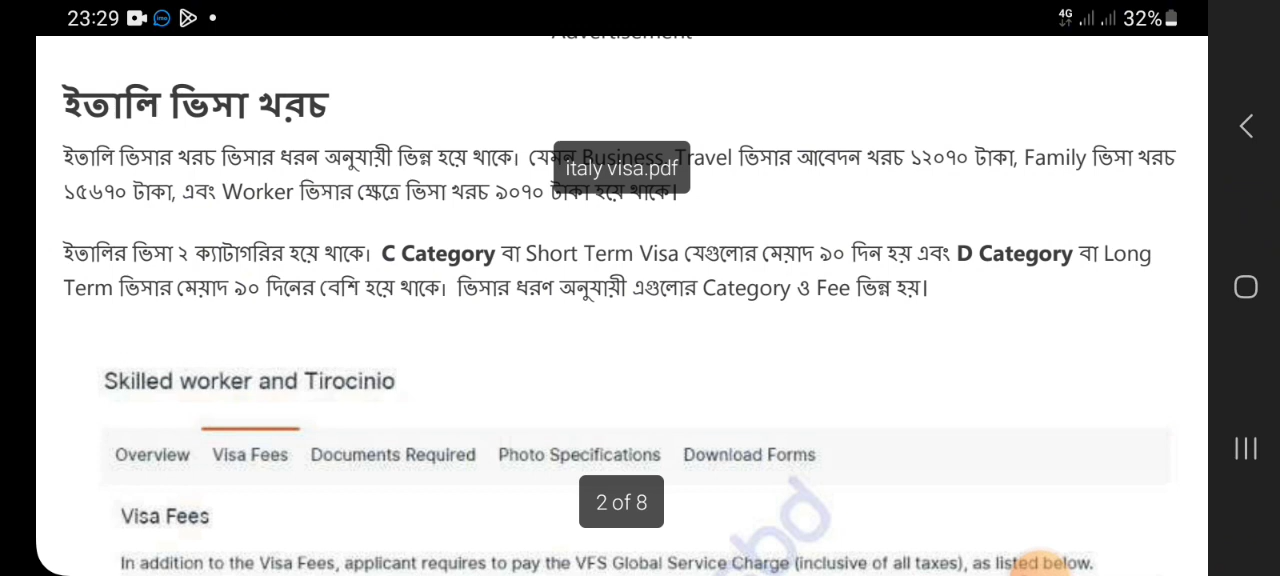 23:29
4G 32%
Advertisement
ইতালি ভিসা খরচ
ইতালি ভিসার খরচ ভিসার ধরন অনুযায়ী ভিন্ন হয়ে থাকে। যেমন Business, Travel ভিসার আবেদন খরচ ১২০৭০ টাকা, Family ভিসা খরচ
italy visa.pdf
১৫৬৭০ টাকা, এবং Worker ভিসার ক্ষেত্রে ভিসা খরচ ৯০৭০ টাকা হয়ে থাকে।
ইতালির ভিসা ২ ক্যাটাগরির হয়ে থাকে। C Category বা Short Term Visa যেগুলোর মেয়াদ ৯০ দিন হয় এবং D Category বা Long
Term ভিসার মেয়াদ ৯০ দিনের বেশি হয়ে থাকে। ভিসার ধরণ অনুযায়ী এগুলোর Category ও Fee ভিন্ন হয়।
Skilled worker and Tirocinio
Overview Visa Fees Documents Required Photo Specifications Download Forms
2 of 8
Visa Fees
In addition to the Visa Fees, applicant requires to pay the VFS Global Service Charge (inclusive of all taxes), as listed below.